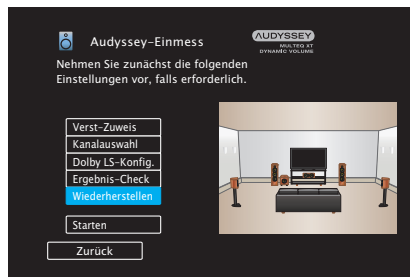 Audyssey-Einmess
AUDYSSEY
MULTEQ XT
DYNAMIC VOLUME
Nehmen Sie zunächst die folgenden
Einstellungen vor, falls erforderlich.
Verst-Zuweis
Kanalauswahl
Dolby LS-Konfig.
Ergebnis-Check
Wiederherstellen
Starten
Zurück